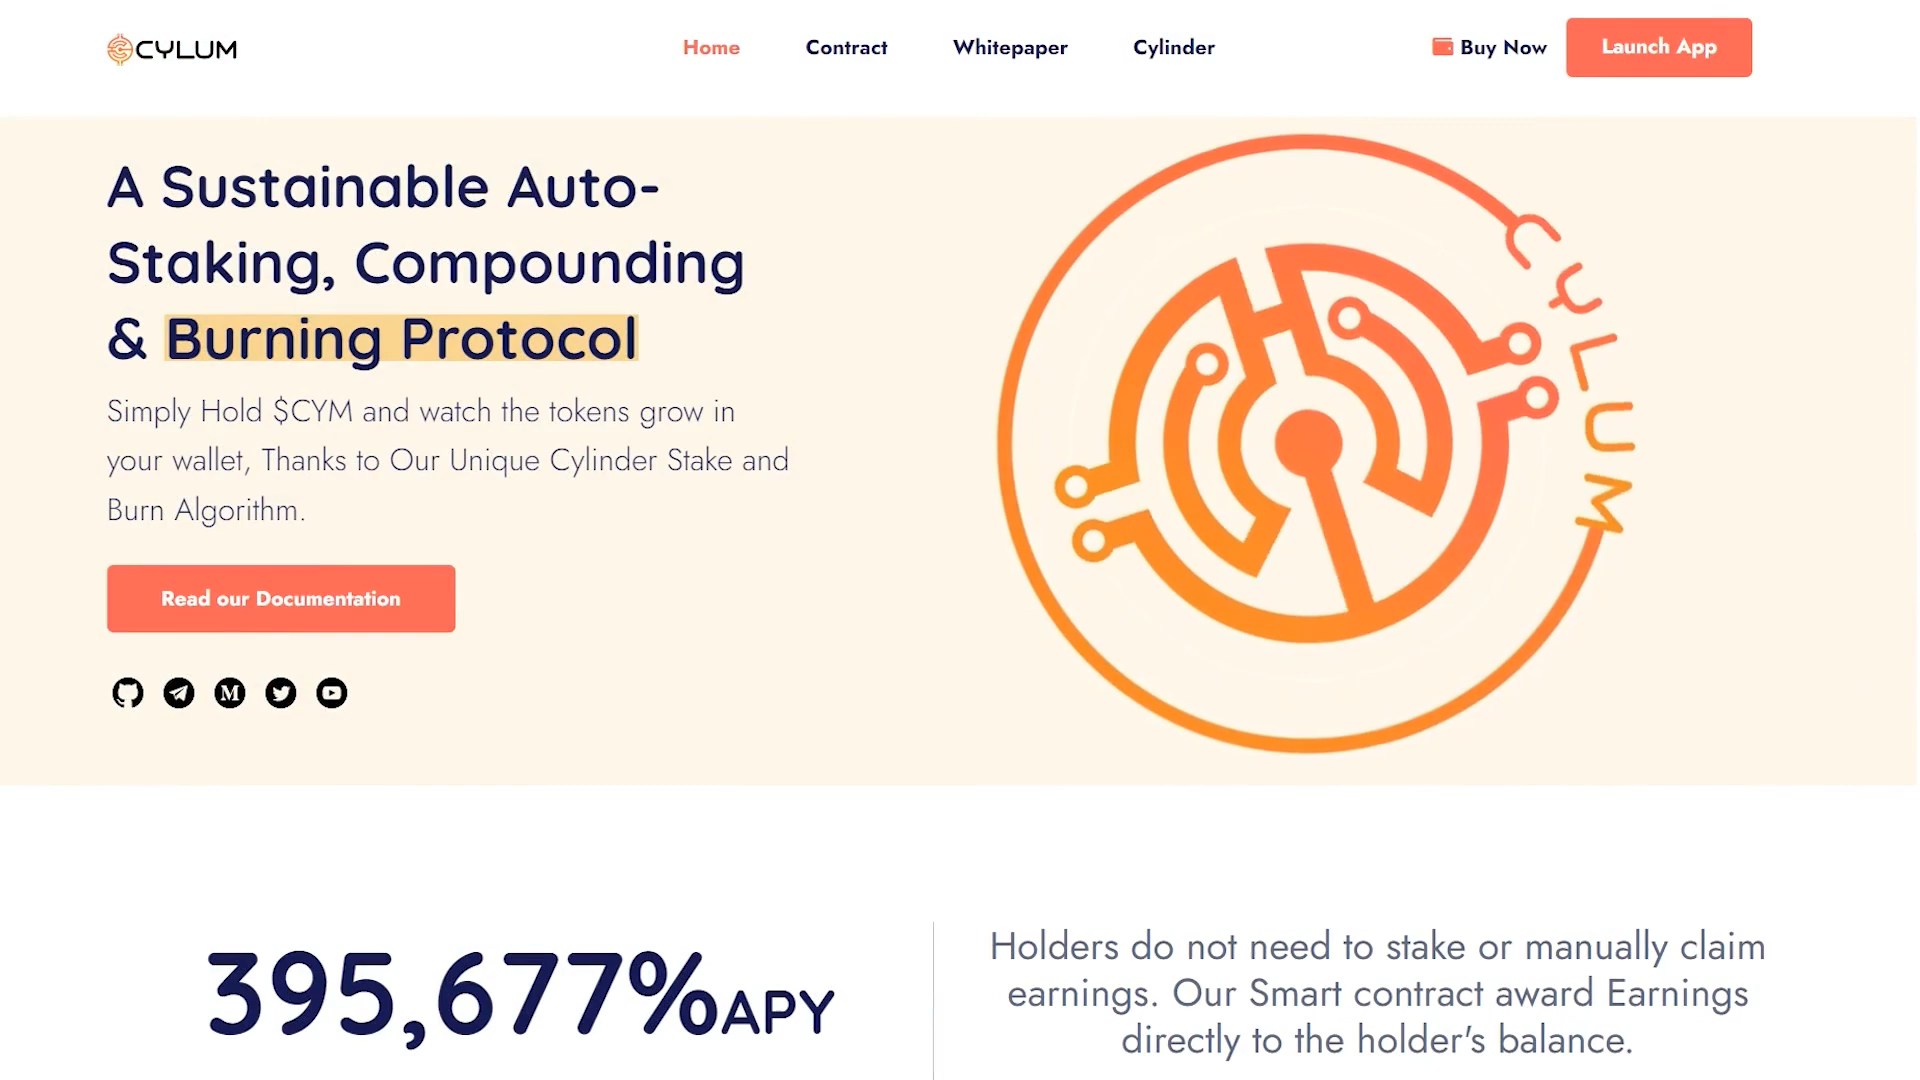 CYLUM
Home
Contract
Whitepaper
Cylinder
Buy Now
Launch App
A Sustainable Auto-
Staking, Compounding
& Burning Protocol
Simply Hold $CYM and watch the tokens grow in
your wallet, Thanks to Our Unique Cylinder Stake and
Burn Algorithm.
Read our Documentation
M
CYLUM
395,677%APY
Holders do not need to stake or manually claim
earnings. Our Smart contract award Earnings
directly to the holder's balance.